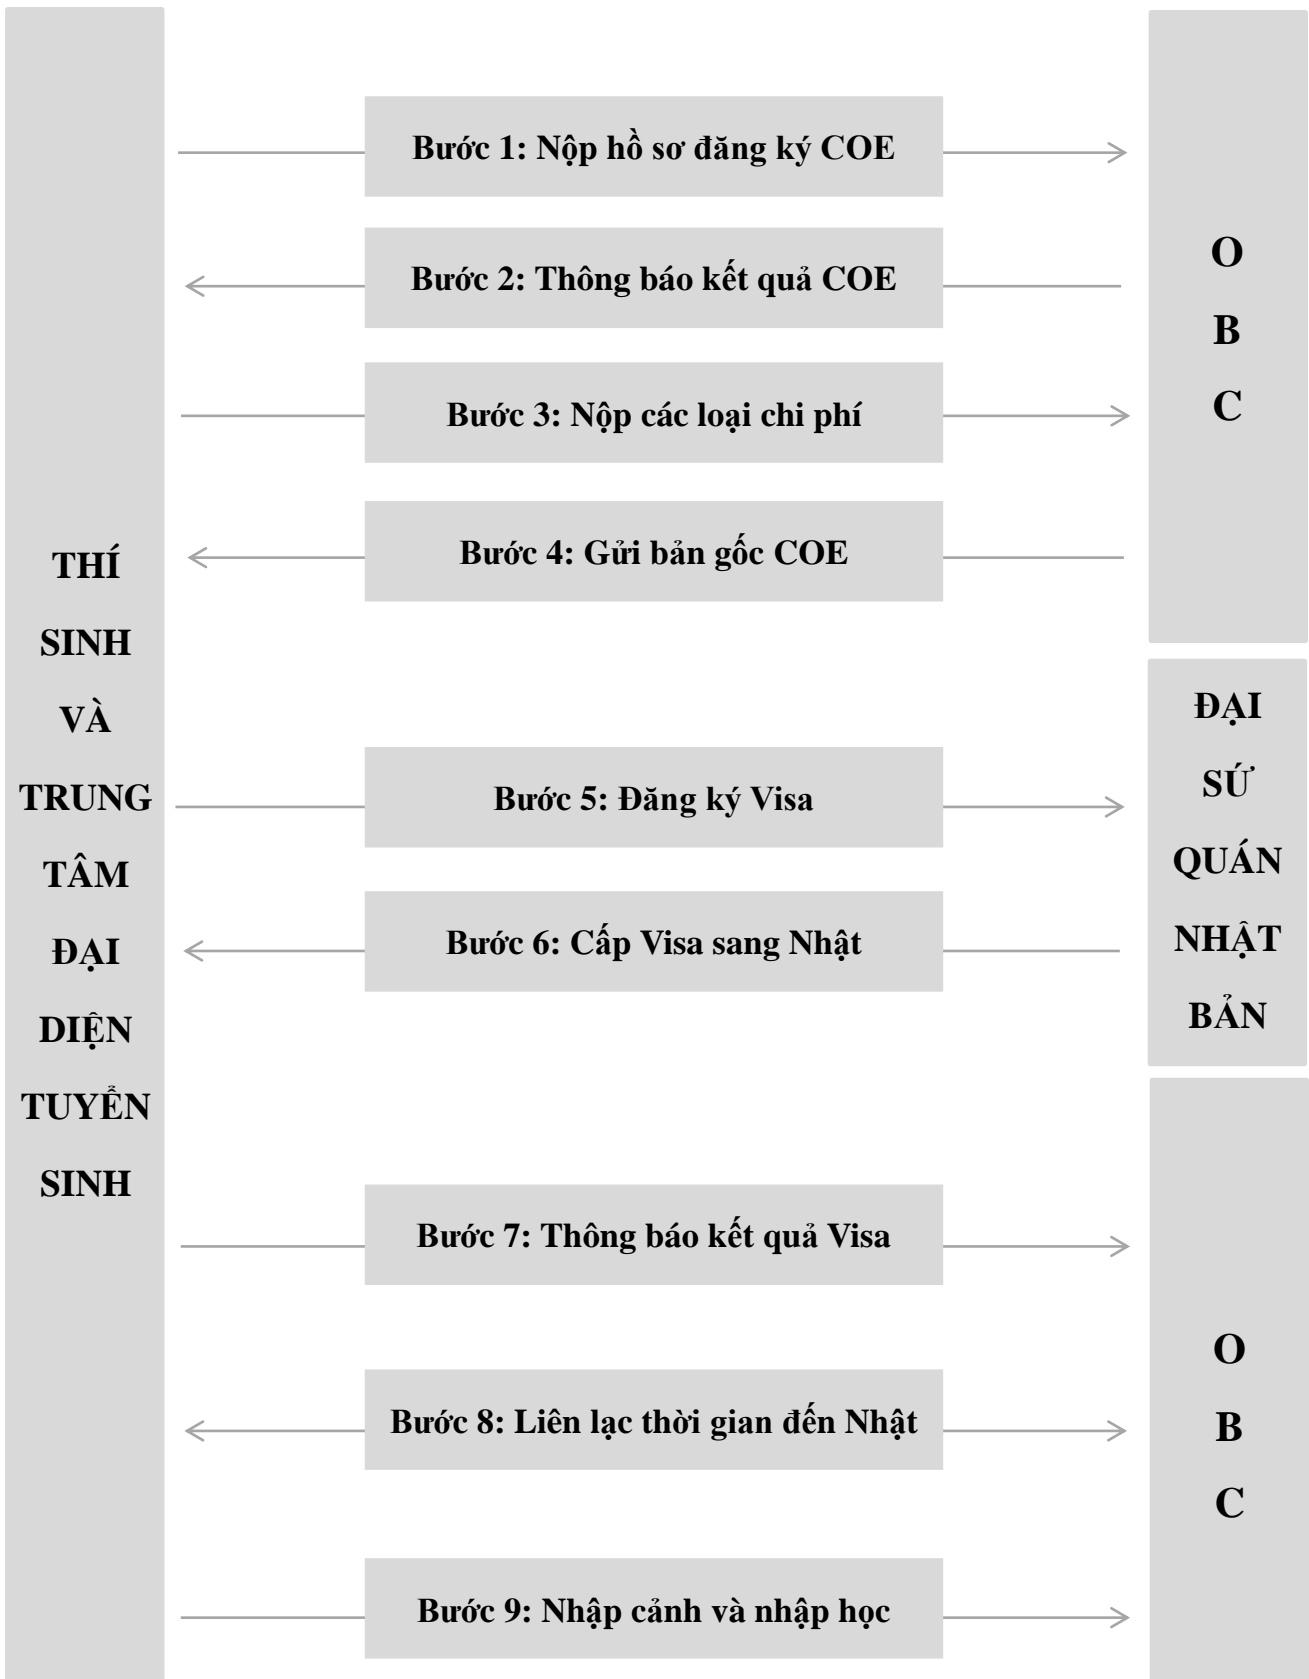 THÍ
SINH
VÀ
TRUNG
TÂM
ĐẠI
DIỆN
TUYỂN
SINH
Bước 1: Nộp hồ sơ đăng ký COE
Bước 2: Thông báo kết quả COE
Bước 3: Nộp các loại chi phí
Bước 4: Gửi bản gốc COE
O
B
C
Bước 5: Đăng ký Visa
Bước 6: Cấp Visa sang Nhật
ĐẠI
SỨ
QUÁN
NHẬT
BẢN
Bước 7: Thông báo kết quả Visa
Bước 8: Liên lạc thời gian đến Nhật
Bước 9: Nhập cảnh và nhập học
O
B
C